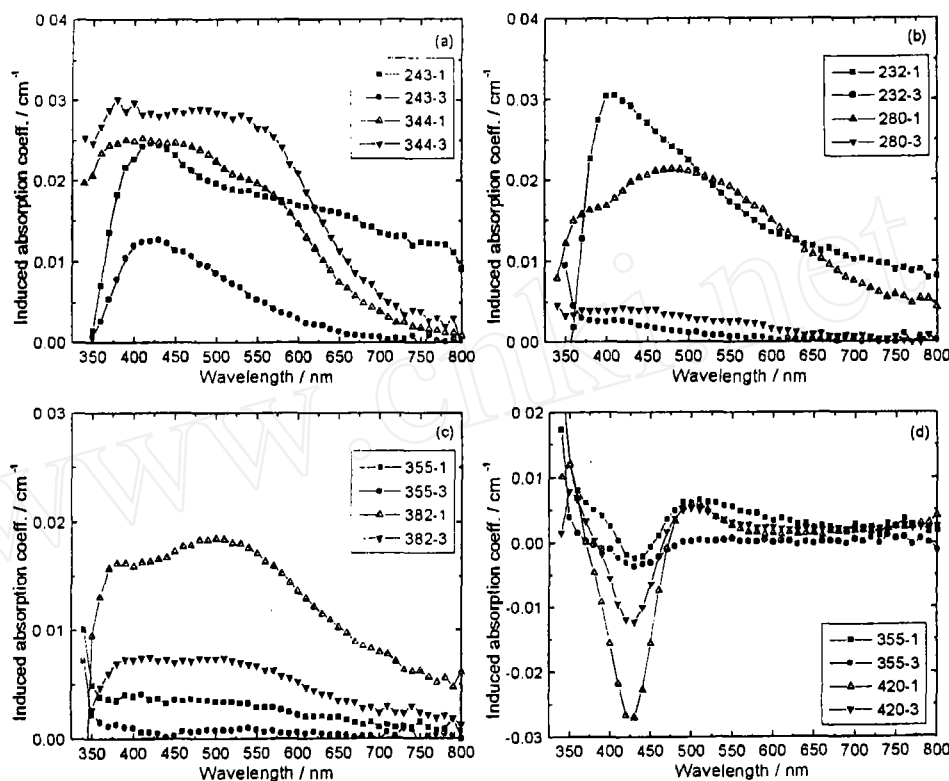 (a)
243-1
243-3
344-1
344-3
0 04
0.03
0.02
0.01
0.00
350 400 450 500 550 600 650 700 750 800
Wavelength / nm
Induced absorption coeff. / cm⁻¹
(b)
232-1
232-3
280-1
280-3
0 04
0.03
0.02
0.01
0.00
350 400 450 500 550 600 650 700 750 800
Wavelength / nm
Induced absorption coeff. / cm⁻¹
(c)
355-1
355-3
382-1
382-3
0 03
0 02
0 01
0.00
350 400 450 500 550 600 650 700 750 800
Wavelength / nm
Induced absorption coeff. / cm⁻¹
(d)
355-1
355-3
420-1
420-3
0 02
0.01
0.00
-0.01
-0.02
-0.03
350 400 450 500 550 600 650 700 750 800
Wavelength / nm
Induced absorption coeff. / cm⁻¹
www.cnki.net